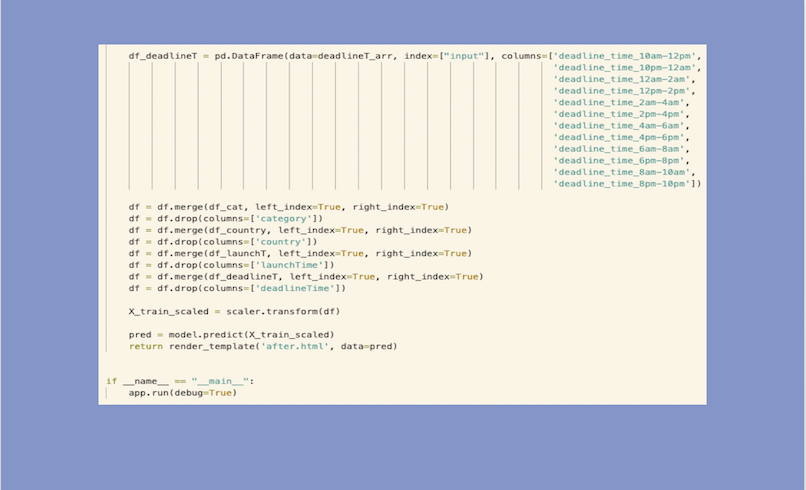 df_deadlineT = pd.DataFrame(data=deadlineT_arr, index=["input"], columns=['deadline_time_10am-12pm',
'deadline_time_10pm-12am',
'deadline_time_12am-2am',
'deadline_time_12pm-2pm',
'deadline_time_2am-4am',
'deadline_time_2pm-4pm',
'deadline_time_4am-6am',
'deadline_time_4pm-6pm',
'deadline_time_6am-8am',
'deadline_time_6pm-8pm',
'deadline_time_8am-10am',
'deadline_time_8pm-10pm'])
df = df.merge(df_cat, left_index=True, right_index=True)
df = df.drop(columns=['category'])
df = df.merge(df_country, left_index=True, right_index=True)
df = df.drop(columns=['country'])
df = df.merge(df_launchT, left_index=True, right_index=True)
df = df.drop(columns=['launchTime'])
df = df.merge(df_deadlineT, left_index=True, right_index=True)
df = df.drop(columns=['deadlineTime'])
X_train_scaled = scaler.transform(df)
pred = model.predict(X_train_scaled)
return render_template('after.html', data=pred)
if __name__ == "__main__":
app.run(debug=True)